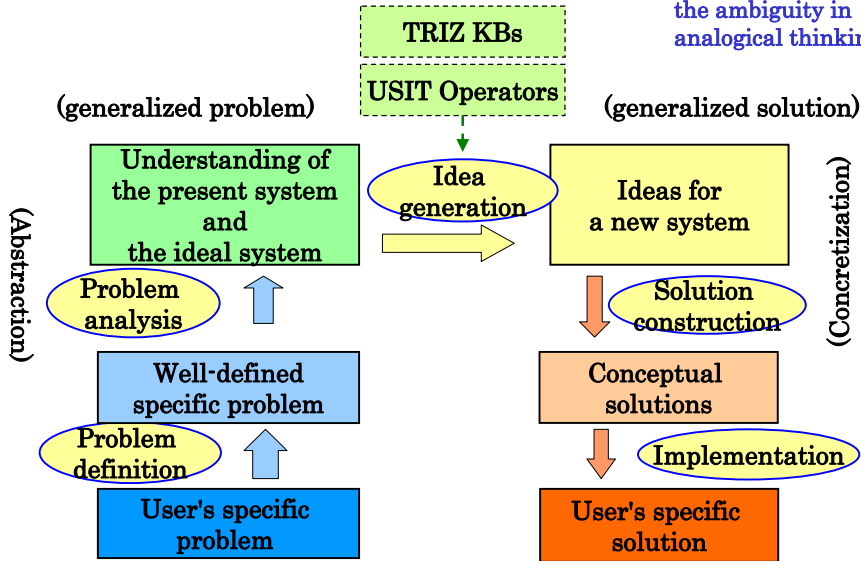 TRIZ KBs
the ambiguity in
analogical
USIT Operators
(generalized problem)
(generalized solution)
Understanding of
the present system
and
the ideal system
Idea
generation
Ideas for
a new system
(Abstraction)
(Concretization)
Problem
analysis
Solution
construction
Well-defined
specific problem
Conceptual
solutions
Problem
definition
Implementation
User's specific
problem
User's specific
solution